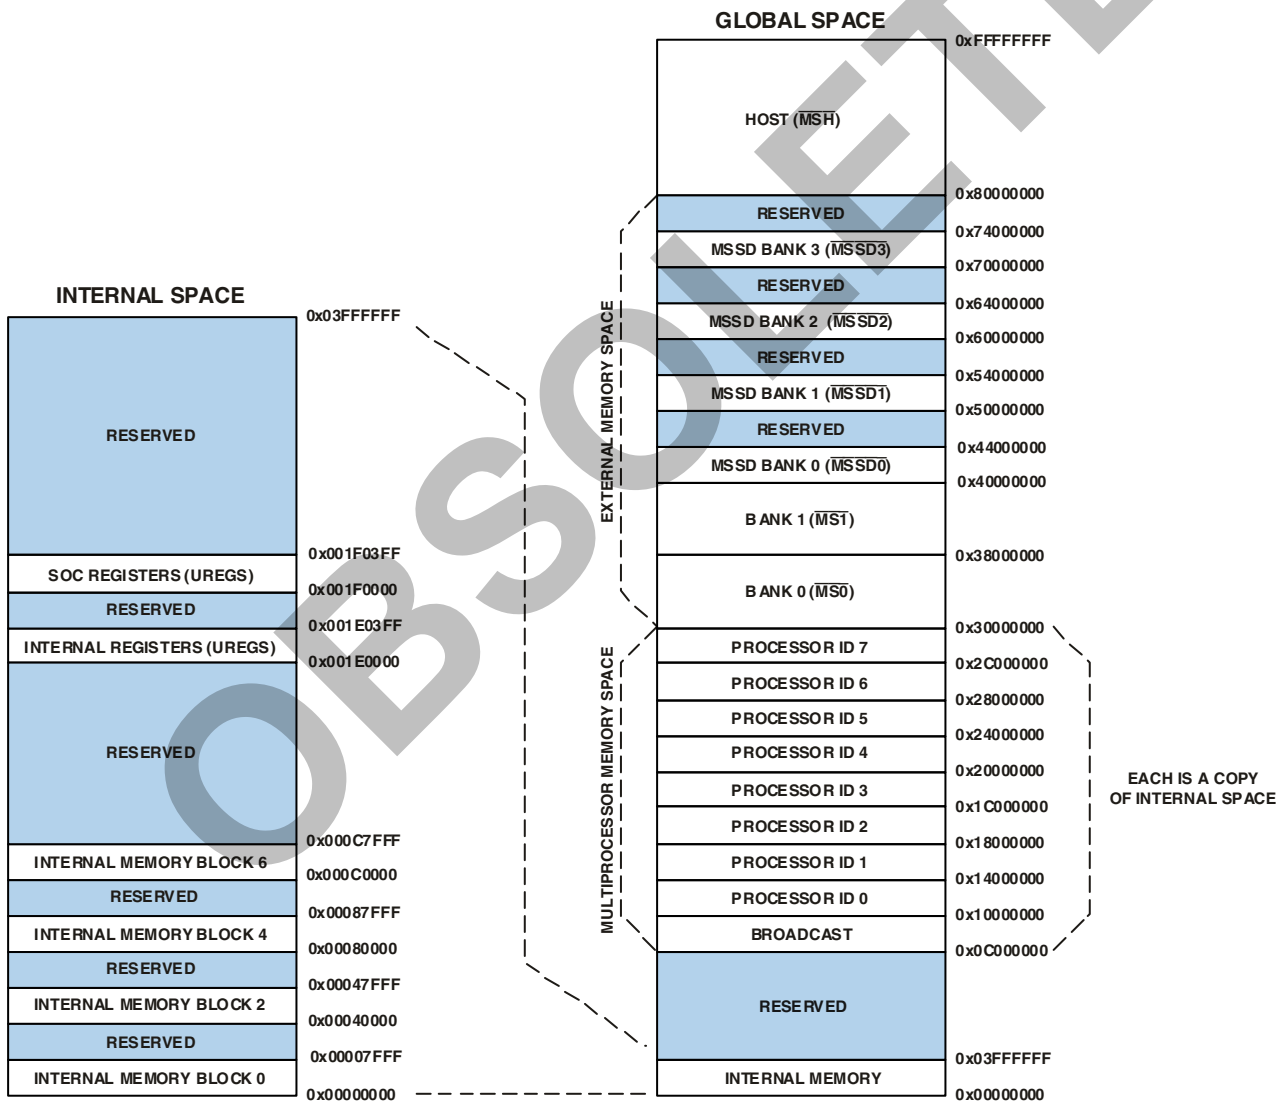 GLOBAL SPACE
0xFFFFFFFF
HOST (MSH)
0x80000000
RESERVED
0x74000000
MSSD BANK 3 (MSSD3)
0x70000000
RESERVED
0x64000000
MSSD BANK 2 (MSSD2)
0x60000000
RESERVED
0x54000000
MSSD BANK 1 (MSSD1)
0x50000000
RESERVED
0x44000000
MSSD BANK 0 (MSSD0)
0x40000000
BANK 1 (MS1)
0x38000000
BANK 0 (MS0)
0x30000000
PROCESSOR ID 7
0x2C000000
PROCESSOR ID 6
0x28000000
PROCESSOR ID 5
0x24000000
PROCESSOR ID 4
0x20000000
PROCESSOR ID 3
0x1C000000
PROCESSOR ID 2
0x18000000
PROCESSOR ID 1
0x14000000
PROCESSOR ID 0
0x10000000
BROADCAST
0x0C000000
RESERVED
0x03FFFFFF
INTERNAL MEMORY
0x00000000
EXTERNAL MEMORY SPACE
MULTIPROCESSOR MEMORY SPACE
EACH IS A COPY
OF INTERNAL SPACE
INTERNAL SPACE
0x03FFFFFF
RESERVED
0x001F03FF
SOC REGISTERS (UREGS)
0x001F0000
RESERVED
0x001E03FF
INTERNAL REGISTERS (UREGS)
0x001E0000
RESERVED
0x000C7FFF
INTERNAL MEMORY BLOCK 6
0x000C0000
RESERVED
0x00087FFF
INTERNAL MEMORY BLOCK 4
0x00080000
RESERVED
0x00047FFF
INTERNAL MEMORY BLOCK 2
0x00040000
RESERVED
0x00007FFF
INTERNAL MEMORY BLOCK 0
0x00000000
OBSOLETE